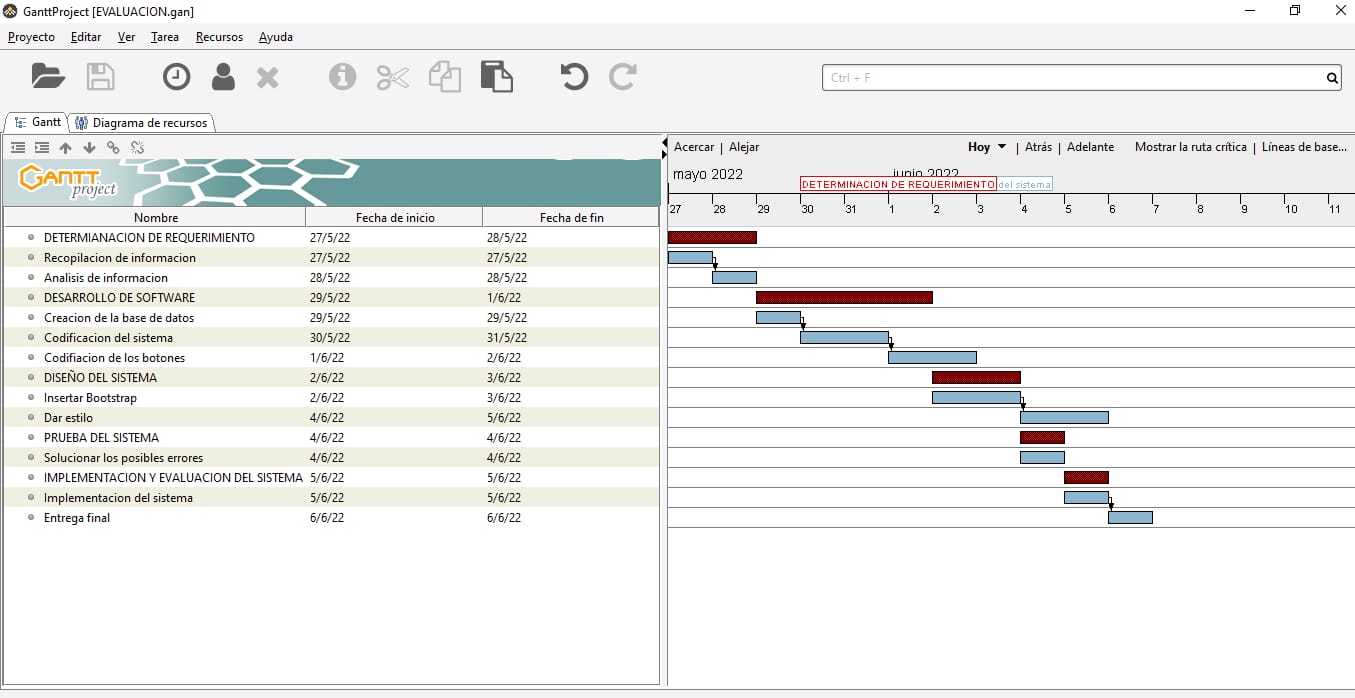 GanttProject [EVALUACION.gan]
Proyecto Editar Ver Tarea Recursos Ayuda
Ctrl + F
Gantt Diagrama de recursos
Acercar | Alejar Hoy | Atrás | Adelante Mostrar la ruta crítica | Líneas de base...
GANTT project
mayo 2022 junio 2022
DETERMINACION DE REQUERIMIENTO del sistema
27 28 29 30 31 1 2 3 4 5 6 7 8 9 10 11
Nombre Fecha de inicio Fecha de fin
DETERMIANACION DE REQUERIMIENTO 27/5/22 28/5/22
Recopilacion de informacion 27/5/22 27/5/22
Analisis de informacion 28/5/22 28/5/22
DESARROLLO DE SOFTWARE 29/5/22 1/6/22
Creacion de la base de datos 29/5/22 29/5/22
Codificacion del sistema 30/5/22 31/5/22
Codifiacion de los botones 1/6/22 2/6/22
DISEÑO DEL SISTEMA 2/6/22 3/6/22
Insertar Bootstrap 2/6/22 3/6/22
Dar estilo 4/6/22 5/6/22
PRUEBA DEL SISTEMA 4/6/22 4/6/22
Solucionar los posibles errores 4/6/22 4/6/22
IMPLEMENTACION Y EVALUACION DEL SISTEMA 5/6/22 5/6/22
Implementacion del sistema 5/6/22 5/6/22
Entrega final 6/6/22 6/6/22